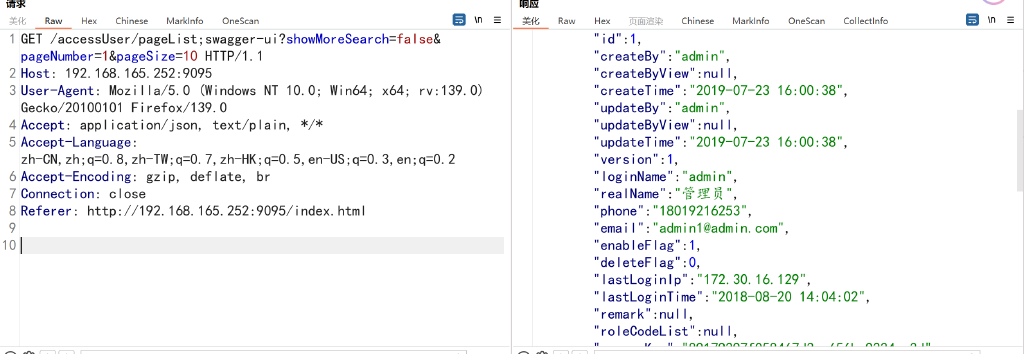 请求
响应
美化 Raw Hex Chinese MarkInfo OneScan \n
美化 Raw Hex 页面渲染 Chinese MarkInfo OneScan CollectInfo \n
1 GET /accessUser/pageList;swagger-ui?showMoreSearch=false&
pageNumber=1&pageSize=10 HTTP/1.1
2 Host: 192.168.165.252:9095
3 User-Agent: Mozilla/5.0 (Windows NT 10.0; Win64; x64; rv:139.0)
Gecko/20100101 Firefox/139.0
4 Accept: application/json, text/plain, */*
5 Accept-Language:
zh-CN,zh;q=0.8,zh-TW;q=0.7,zh-HK;q=0.5,en-US;q=0.3,en;q=0.2
6 Accept-Encoding: gzip, deflate, br
7 Connection: close
8 Referer: http://192.168.165.252:9095/index.html
9
10
"id":1,
"createBy":"admin",
"createByView":null,
"createTime":"2019-07-23 16:00:38",
"updateBy":"admin",
"updateByView":null,
"updateTime":"2019-07-23 16:00:38",
"version":1,
"loginName":"admin",
"realName":"管理员",
"phone":"18019216253",
"email":"admin1@admin.com",
"enableFlag":1,
"deleteFlag":0,
"lastLoginIp":"172.30.16.129",
"lastLoginTime":"2018-08-20 14:04:02",
"remark":null,
"roleCodeList":null,